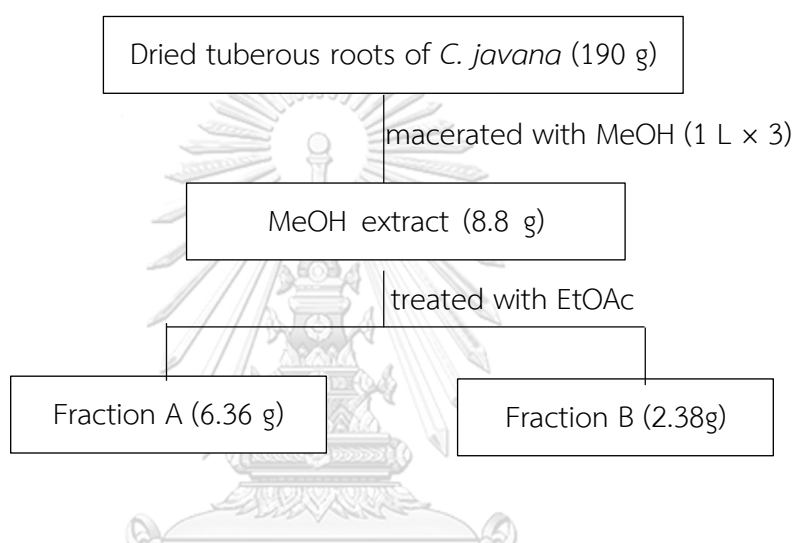 Dried tuberous roots of C. javana (190 g)
macerated with MeOH (1 L × 3)
MeOH extract (8.8 g)
treated with EtOAc
Fraction A (6.36 g)
Fraction B (2.38g)